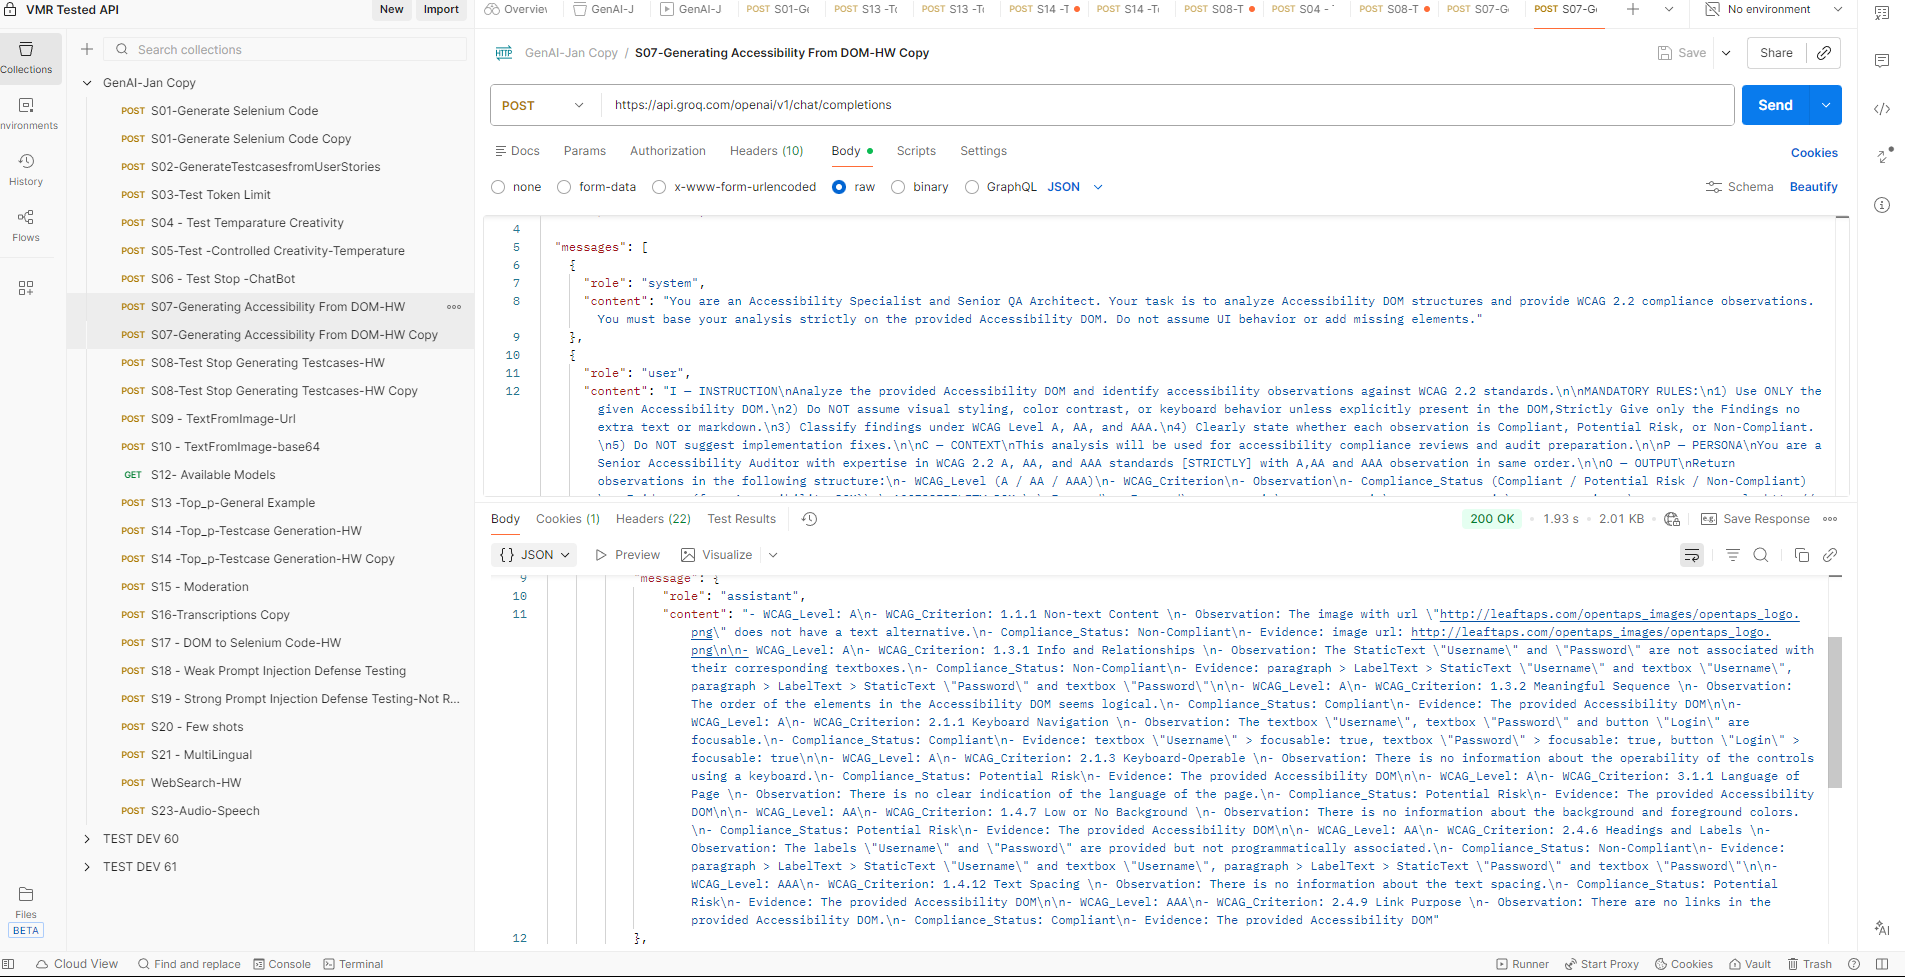 VMR Tested API
New
Import
Overvie
GenAI-J
GenAI-J
POST S01-G
POST S13 -To
POST S13 -T
POST S14 -T
POST S14 -T
POST S08-T
POST S04 -
POST S08-T
POST S07-G
POST S07-G
No environment
Collections
nvironments
History
Flows
Files
BETA
Search collections
GenAI-Jan Copy
POST S01-Generate Selenium Code
POST S01-Generate Selenium Code Copy
POST S02-GenerateTestcasesfromUserStories
POST S03-Test Token Limit
POST S04 - Test Temparature Creativity
POST S05-Test -Controlled Creativity-Temperature
POST S06 - Test Stop -ChatBot
POST S07-Generating Accessibility From DOM-HW
POST S07-Generating Accessibility From DOM-HW Copy
POST S08-Test Stop Generating Testcases-HW
POST S08-Test Stop Generating Testcases-HW Copy
POST S09 - TextFromImage-Url
POST S10 - TextFromImage-base64
GET S12- Available Models
POST S13 -Top_p-General Example
POST S14 -Top_p-Testcase Generation-HW
POST S14 -Top_p-Testcase Generation-HW Copy
POST S15 - Moderation
POST S16-Transcriptions Copy
POST S17 - DOM to Selenium Code-HW
POST S18 - Weak Prompt Injection Defense Testing
POST S19 - Strong Prompt Injection Defense Testing-Not R...
POST S20 - Few shots
POST S21 - MultiLingual
POST WebSearch-HW
POST S23-Audio-Speech
TEST DEV 60
TEST DEV 61
HTTP GenAI-Jan Copy / S07-Generating Accessibility From DOM-HW Copy
Save
Share
POST https://api.groq.com/openai/v1/chat/completions
Send
Docs Params Authorization Headers (10) Body Scripts Settings
Cookies
none form-data x-www-form-urlencoded raw binary GraphQL JSON
Schema Beautify
4
5 "messages": [
6 {
7 "role": "system",
8 "content": "You are an Accessibility Specialist and Senior QA Architect. Your task is to analyze Accessibility DOM structures and provide WCAG 2.2 compliance observations.
You must base your analysis strictly on the provided Accessibility DOM. Do not assume UI behavior or add missing elements."
9 },
10 {
11 "role": "user",
12 "content": "I — INSTRUCTION\nAnalyze the provided Accessibility DOM and identify accessibility observations against WCAG 2.2 standards.\n\nMANDATORY RULES:\n1) Use ONLY the
given Accessibility DOM.\n2) Do NOT assume visual styling, color contrast, or keyboard behavior unless explicitly present in the DOM,Strictly Give only the Findings no
extra text or markdown.\n3) Classify findings under WCAG Level A, AA, and AAA.\n4) Clearly state whether each observation is Compliant, Potential Risk, or Non-Compliant.
\n5) Do NOT suggest implementation fixes.\n\nC — CONTEXT\nThis analysis will be used for accessibility compliance reviews and audit preparation.\n\nP — PERSONA\nYou are a
Senior Accessibility Auditor with expertise in WCAG 2.2 A, AA, and AAA standards [STRICTLY] with A,AA and AAA observation in same order.\n\nO — OUTPUT\nReturn
observations in the following structure:\n- WCAG_Level (A / AA / AAA)\n- WCAG_Criterion\n- Observation\n- Compliance_Status (Compliant / Potential Risk / Non-Compliant)
Body Cookies (1) Headers (22) Test Results
200 OK 1.93 s 2.01 KB
e.g. Save Response
{} JSON Preview Visualize
9 "message": {
10 "role": "assistant",
11 "content": "- WCAG_Level: A\n- WCAG_Criterion: 1.1.1 Non-text Content \n- Observation: The image with url \"http://leaftaps.com/opentaps_images/opentaps_logo.
png\" does not have a text alternative.\n- Compliance_Status: Non-Compliant\n- Evidence: image url: http://leaftaps.com/opentaps_images/opentaps_logo.
png\n\n- WCAG_Level: A\n- WCAG_Criterion: 1.3.1 Info and Relationships \n- Observation: The StaticText \"Username\" and \"Password\" are not associated with
their corresponding textboxes.\n- Compliance_Status: Non-Compliant\n- Evidence: paragraph > LabelText > StaticText \"Username\" and textbox \"Username\",
paragraph > LabelText > StaticText \"Password\" and textbox \"Password\"\n\n- WCAG_Level: A\n- WCAG_Criterion: 1.3.2 Meaningful Sequence \n- Observation:
The order of the elements in the Accessibility DOM seems logical.\n- Compliance_Status: Compliant\n- Evidence: The provided Accessibility DOM\n\n-
WCAG_Level: A\n- WCAG_Criterion: 2.1.1 Keyboard Navigation \n- Observation: The textbox \"Username\", textbox \"Password\" and button \"Login\" are
focusable.\n- Compliance_Status: Compliant\n- Evidence: textbox \"Username\" > focusable: true, textbox \"Password\" > focusable: true, button \"Login\" >
focusable: true\n\n- WCAG_Level: A\n- WCAG_Criterion: 2.1.3 Keyboard-Operable \n- Observation: There is no information about the operability of the controls
using a keyboard.\n- Compliance_Status: Potential Risk\n- Evidence: The provided Accessibility DOM\n\n- WCAG_Level: A\n- WCAG_Criterion: 3.1.1 Language of
Page \n- Observation: There is no clear indication of the language of the page.\n- Compliance_Status: Potential Risk\n- Evidence: The provided Accessibility
DOM\n\n- WCAG_Level: AA\n- WCAG_Criterion: 1.4.7 Low or No Background \n- Observation: There is no information about the background and foreground colors.
\n- Compliance_Status: Potential Risk\n- Evidence: The provided Accessibility DOM\n\n- WCAG_Level: AA\n- WCAG_Criterion: 2.4.6 Headings and Labels \n-
Observation: The labels \"Username\" and \"Password\" are provided but not programmatically associated.\n- Compliance_Status: Non-Compliant\n- Evidence:
paragraph > LabelText > StaticText \"Username\" and textbox \"Username\", paragraph > LabelText > StaticText \"Password\" and textbox \"Password\"\n\n-
WCAG_Level: AAA\n- WCAG_Criterion: 1.4.12 Text Spacing \n- Observation: There is no information about the text spacing.\n- Compliance_Status: Potential
Risk\n- Evidence: The provided Accessibility DOM\n\n- WCAG_Level: AAA\n- WCAG_Criterion: 2.4.9 Link Purpose \n- Observation: There are no links in the
provided Accessibility DOM.\n- Compliance_Status: Compliant\n- Evidence: The provided Accessibility DOM"
12 },
Cloud View Find and replace Console Terminal
Runner Start Proxy Cookies Vault Trash
AI